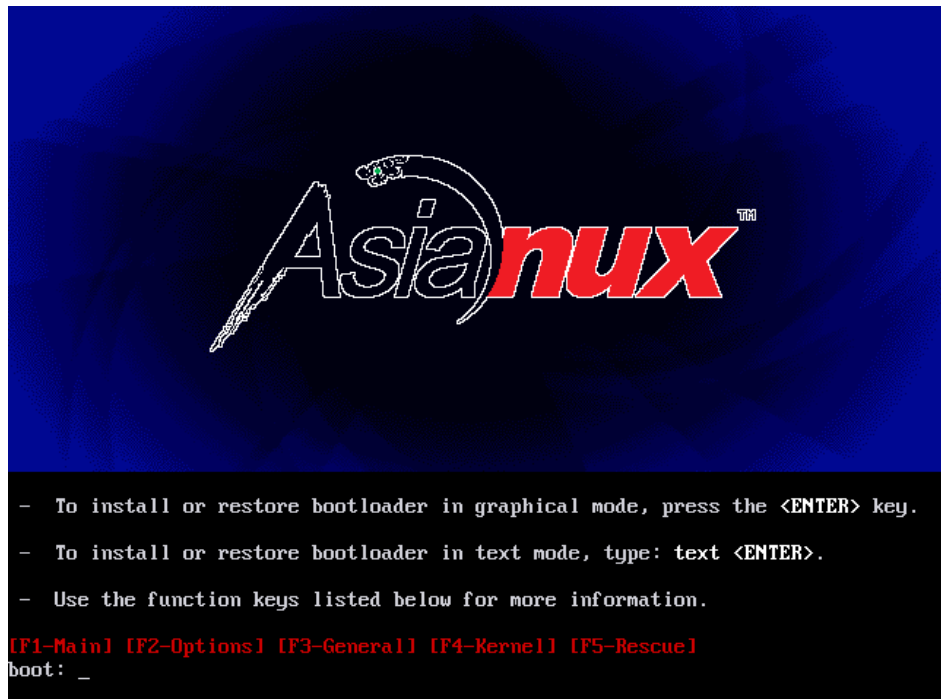 Asianux™
- To install or restore bootloader in graphical mode, press the <ENTER> key.
- To install or restore bootloader in text mode, type: text <ENTER>.
- Use the function keys listed below for more information.
[F1-Main] [F2-Options] [F3-General] [F4-Kernel] [F5-Rescue]
boot: _